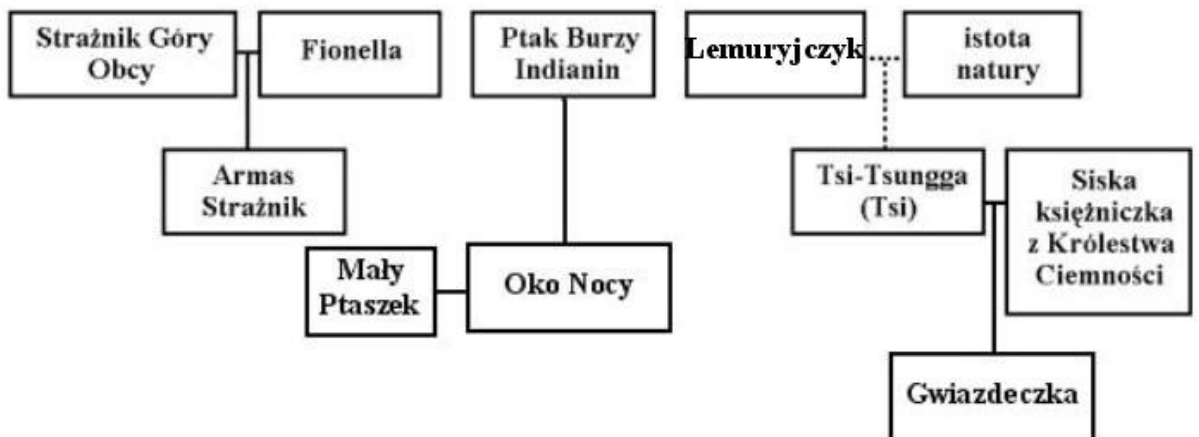 Strażnik Góry
Obcy
Fionella
Ptak Burzy
Indianin
Lemuryjczyk
istota
natury
Armas
Strażnik
Tsi-Tsungga
(Tsi)
Siska
księżniczka
z Królestwa
Ciemności
Mały
Ptaszek
Oko Nocy
Gwiazdeczka